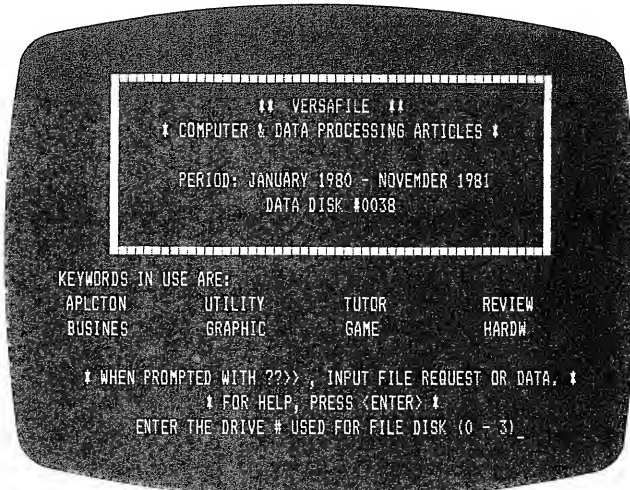 ** VERSAFILE **
* COMPUTER & DATA PROCESSING ARTICLES *
PERIOD: JANUARY 1980 - NOVEMBER 1981
DATA DISK #0038
KEYWORDS IN USE ARE:
APLCTON UTILITY TUTOR REVIEW
BUSINES GRAPHIC GAME HARDW
* WHEN PROMPTED WITH ??>> , INPUT FILE REQUEST OR DATA. *
* FOR HELP, PRESS <ENTER> *
ENTER THE DRIVE # USED FOR FILE DISK (0 - 3)_